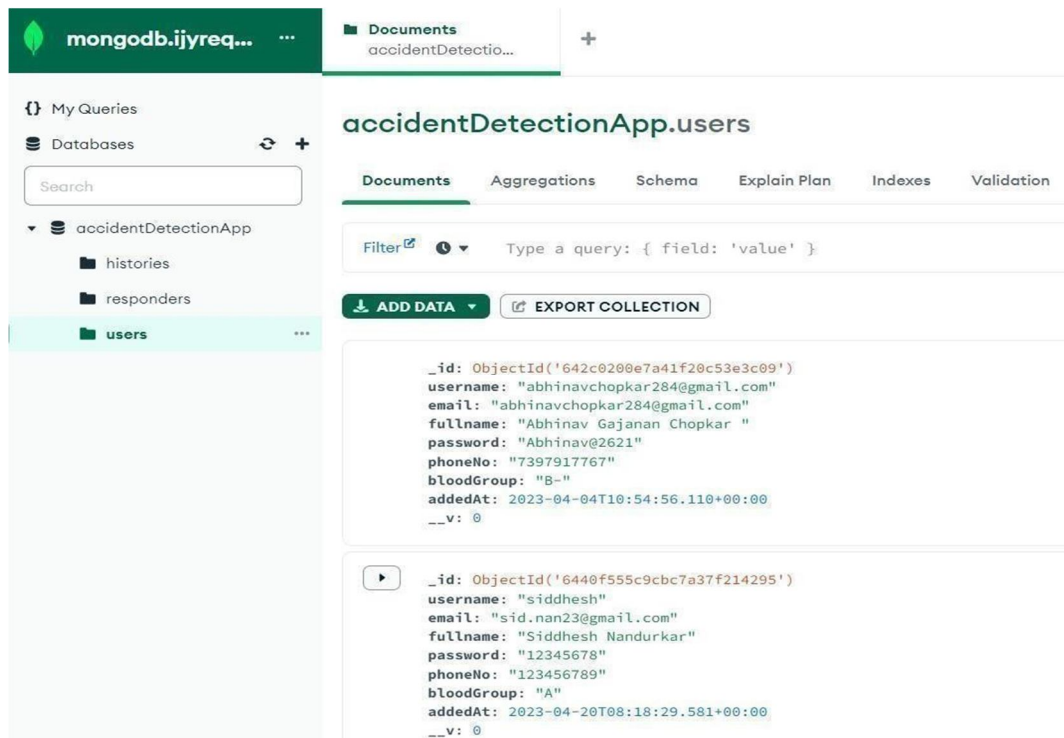 mongodb.ijyreq... ...
Documents
accidentDetectio...
+
{} My Queries
Databases +
Search
accidentDetectionApp
histories
responders
users ...
accidentDetectionApp.users
Documents Aggregations Schema Explain Plan Indexes Validation
Filter Type a query: { field: 'value' }
ADD DATA EXPORT COLLECTION
_id: ObjectId('642c0200e7a41f20c53e3c09')
username: "abhinavchopkar284@gmail.com"
email: "abhinavchopkar284@gmail.com"
fullname: "Abhinav Gajanan Chopkar "
password: "Abhinav@2621"
phoneNo: "7397917767"
bloodGroup: "B-"
addedAt: 2023-04-04T10:54:56.110+00:00
__v: 0
_id: ObjectId('6440f555c9cbc7a37f214295')
username: "siddhesh"
email: "sid.nan23@gmail.com"
fullname: "Siddhesh Nandurkar"
password: "12345678"
phoneNo: "123456789"
bloodGroup: "A"
addedAt: 2023-04-20T08:18:29.581+00:00
__v: 0